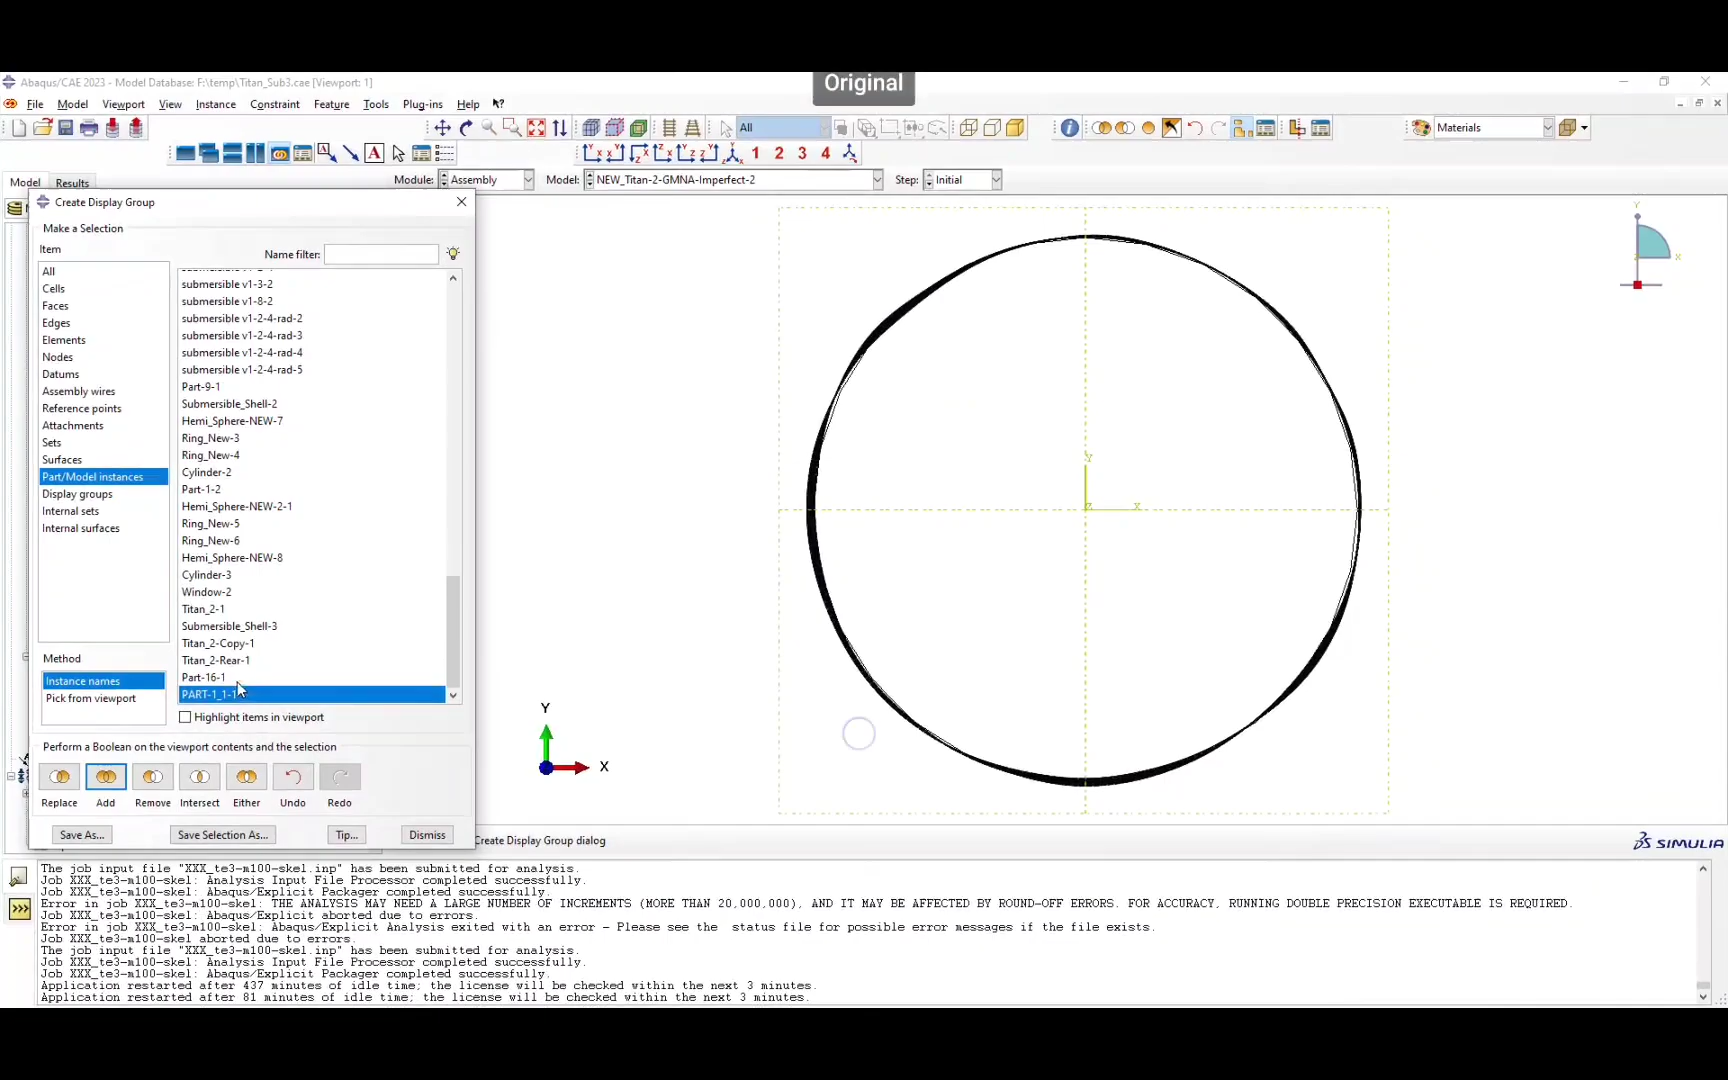 Original
Abaqus/CAE 2023 - Model Database: F:\temp\Titan_Sub3.cae [Viewport: 1]
File Model Viewport View Instance Constraint Feature Tools Plug-ins Help
All
Materials
1 2 3 4
Model Results
Module: Assembly Model: NEW_Titan-2-GMNA-Imperfect-2 Step: Initial
Create Display Group
Make a Selection
Item
Name filter:
All
Cells
Faces
Edges
Elements
Nodes
Datums
Assembly wires
Reference points
Attachments
Sets
Surfaces
Part/Model instances
Display groups
Internal sets
Internal surfaces
submersible v1-3-2
submersible v1-8-2
submersible v1-2-4-rad-2
submersible v1-2-4-rad-3
submersible v1-2-4-rad-4
submersible v1-2-4-rad-5
Part-9-1
Submersible_Shell-2
Hemi_Sphere-NEW-7
Ring_New-3
Ring_New-4
Cylinder-2
Part-1-2
Hemi_Sphere-NEW-2-1
Ring_New-5
Ring_New-6
Hemi_Sphere-NEW-8
Cylinder-3
Window-2
Titan_2-1
Submersible_Shell-3
Titan_2-Copy-1
Titan_2-Rear-1
Part-16-1
PART-1_1-1
Method
Instance names
Pick from viewport
Highlight items in viewport
Perform a Boolean on the viewport contents and the selection
Replace Add Remove Intersect Either Undo Redo
Save As... Save Selection As... Tip... Dismiss
Y
X
Y
X
Y
X
Create Display Group dialog
SIMULIA
The job input file "XXX_te3-m100-skel.inp" has been submitted for analysis.
Job XXX_te3-m100-skel: Analysis Input File Processor completed successfully.
Job XXX_te3-m100-skel: Abaqus/Explicit Packager completed successfully.
Error in job XXX_te3-m100-skel: THE ANALYSIS MAY NEED A LARGE NUMBER OF INCREMENTS (MORE THAN 20,000,000), AND IT MAY BE AFFECTED BY ROUND-OFF ERRORS. FOR ACCURACY, RUNNING DOUBLE PRECISION EXECUTABLE IS REQUIRED.
Job XXX_te3-m100-skel: Abaqus/Explicit aborted due to errors.
Error in job XXX_te3-m100-skel: Abaqus/Explicit Analysis exited with an error - Please see the status file for possible error messages if the file exists.
Job XXX_te3-m100-skel aborted due to errors.
The job input file "XXX_te3-m100-skel.inp" has been submitted for analysis.
Job XXX_te3-m100-skel: Analysis Input File Processor completed successfully.
Job XXX_te3-m100-skel: Abaqus/Explicit Packager completed successfully.
Application restarted after 437 minutes of idle time; the license will be checked within the next 3 minutes.
Application restarted after 81 minutes of idle time; the license will be checked within the next 3 minutes.